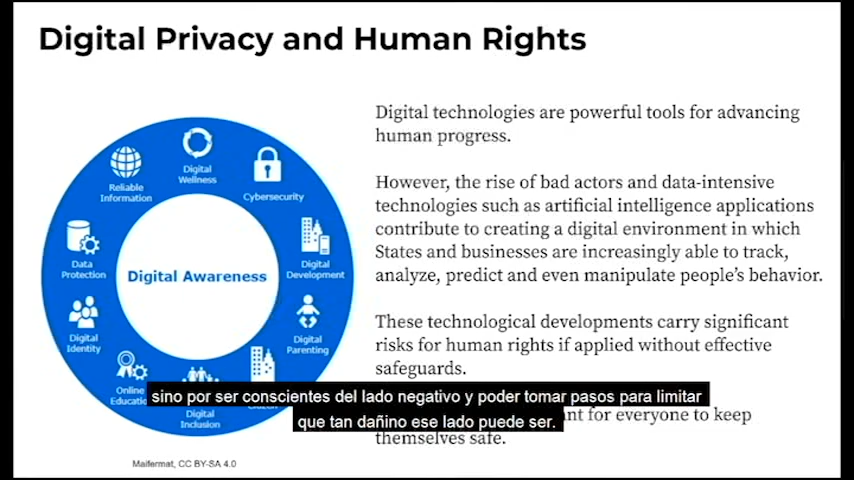 Digital Privacy and Human Rights
Digital technologies are powerful tools for advancing
human progress.
However, the rise of bad actors and data-intensive
technologies such as artificial intelligence applications
contribute to creating a digital environment in which
States and businesses are increasingly able to track,
analyze, predict and even manipulate people's behavior.
These technological developments carry significant
risks for human rights if applied without effective
safeguards.
for everyone to keep
themselves safe.
Digital Awareness
Digital
Wellness
Cybersecurity
Digital
Development
Digital
Parenting
Digital
Inclusion
Online
Digital
Identity
Data
Protection
Reliable
Information
sino por ser conscientes del lado negativo y poder tomar pasos para limitar
que tan dañino ese lado puede ser.
Maifermat, CC BY-SA 4.0